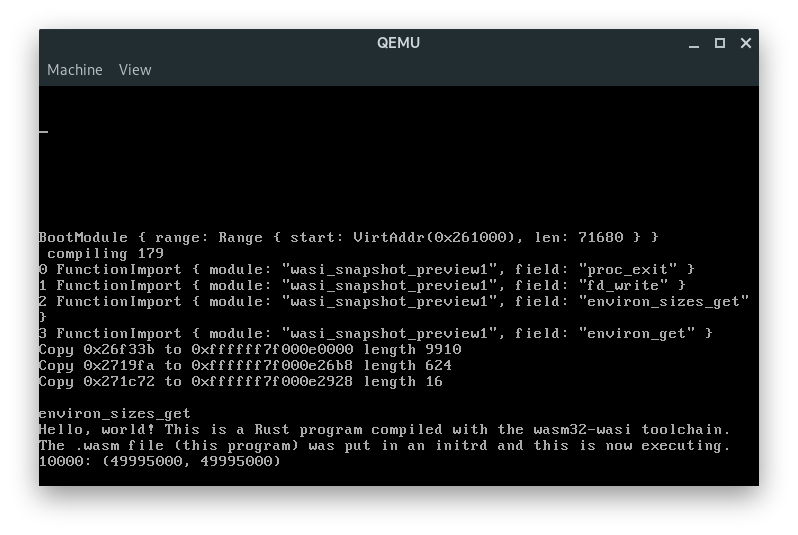 QEMU
Machine View
BootModule { range: Range { start: VirtAddr(0x261000), len: 71680 } }
 compiling 179
0 FunctionImport { module: "wasi_snapshot_preview1", field: "proc_exit" }
1 FunctionImport { module: "wasi_snapshot_preview1", field: "fd_write" }
2 FunctionImport { module: "wasi_snapshot_preview1", field: "environ_sizes_get"
}
3 FunctionImport { module: "wasi_snapshot_preview1", field: "environ_get" }
Copy 0x26f33b to 0xffffff7f000e0000 length 9910
Copy 0x2719fa to 0xffffff7f000e26b8 length 624
Copy 0x271c72 to 0xffffff7f000e2928 length 16
environ_sizes_get
Hello, world! This is a Rust program compiled with the wasm32-wasi toolchain.
The .wasm file (this program) was put in an initrd and this is now executing.
10000: (49995000, 49995000)